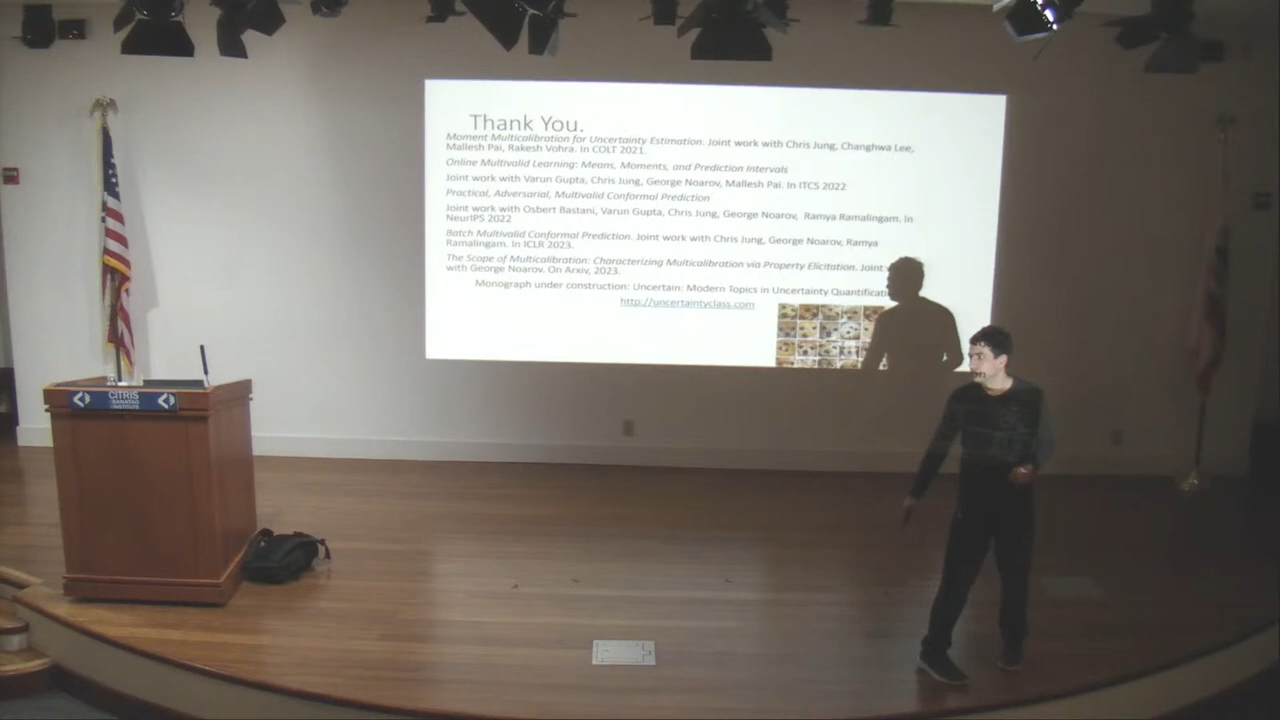 Thank You.
Moment Multicalibration for Uncertainty Estimation. Joint work with Chris Jung, Changhwa Lee,
Mallesh Pai, Rakesh Vohra. In COLT 2021.
Online Multivalid Learning: Means, Moments, and Prediction Intervals
Joint work with Varun Gupta, Chris Jung, George Noarov, Mallesh Pai. In ITCS 2022
Practical, Adversarial, Multivalid Conformal Prediction
Joint work with Osbert Bastani, Varun Gupta, Chris Jung, George Noarov, Ramya Ramalingam. In
NeurIPS 2022
Batch Multivalid Conformal Prediction. Joint work with Chris Jung, George Noarov, Ramya
Ramalingam. In ICLR 2023.
The Scope of Multicalibration: Characterizing Multicalibration via Property Elicitation. Joint
with George Noarov. On Arxiv, 2023.
Monograph under construction: Uncertain: Modern Topics in Uncertainty
http://uncertaintyclass.com
CITRIS
BANATAO
INSTITUTE